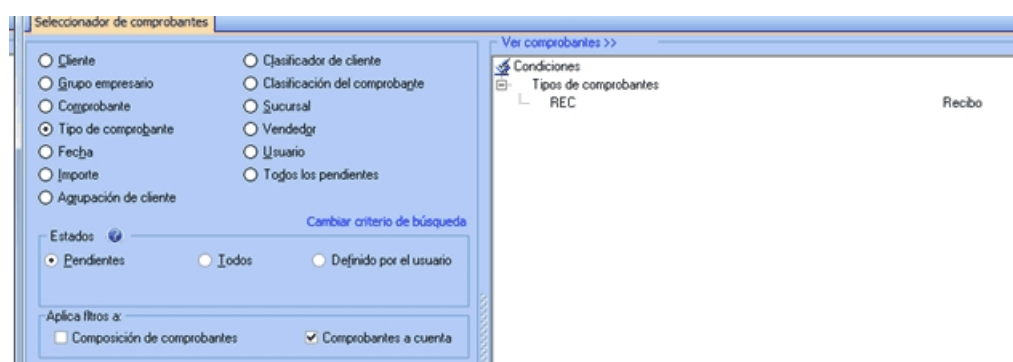 Seleccionador de comprobantes
Cliente
Grupo empresario
Comprobante
Tipo de comprobante
Fecha
Importe
Agrupación de cliente
Clasificador de cliente
Clasificación del comprobante
Sucursal
Vendedor
Usuario
Todos los pendientes
Cambiar criterio de búsqueda
Estados
Pendientes Todos Definido por el usuario
Aplica filtros a:
Composición de comprobantes Comprobantes a cuenta
Ver comprobantes >>
Condiciones
Tipos de comprobantes
REC Recibo